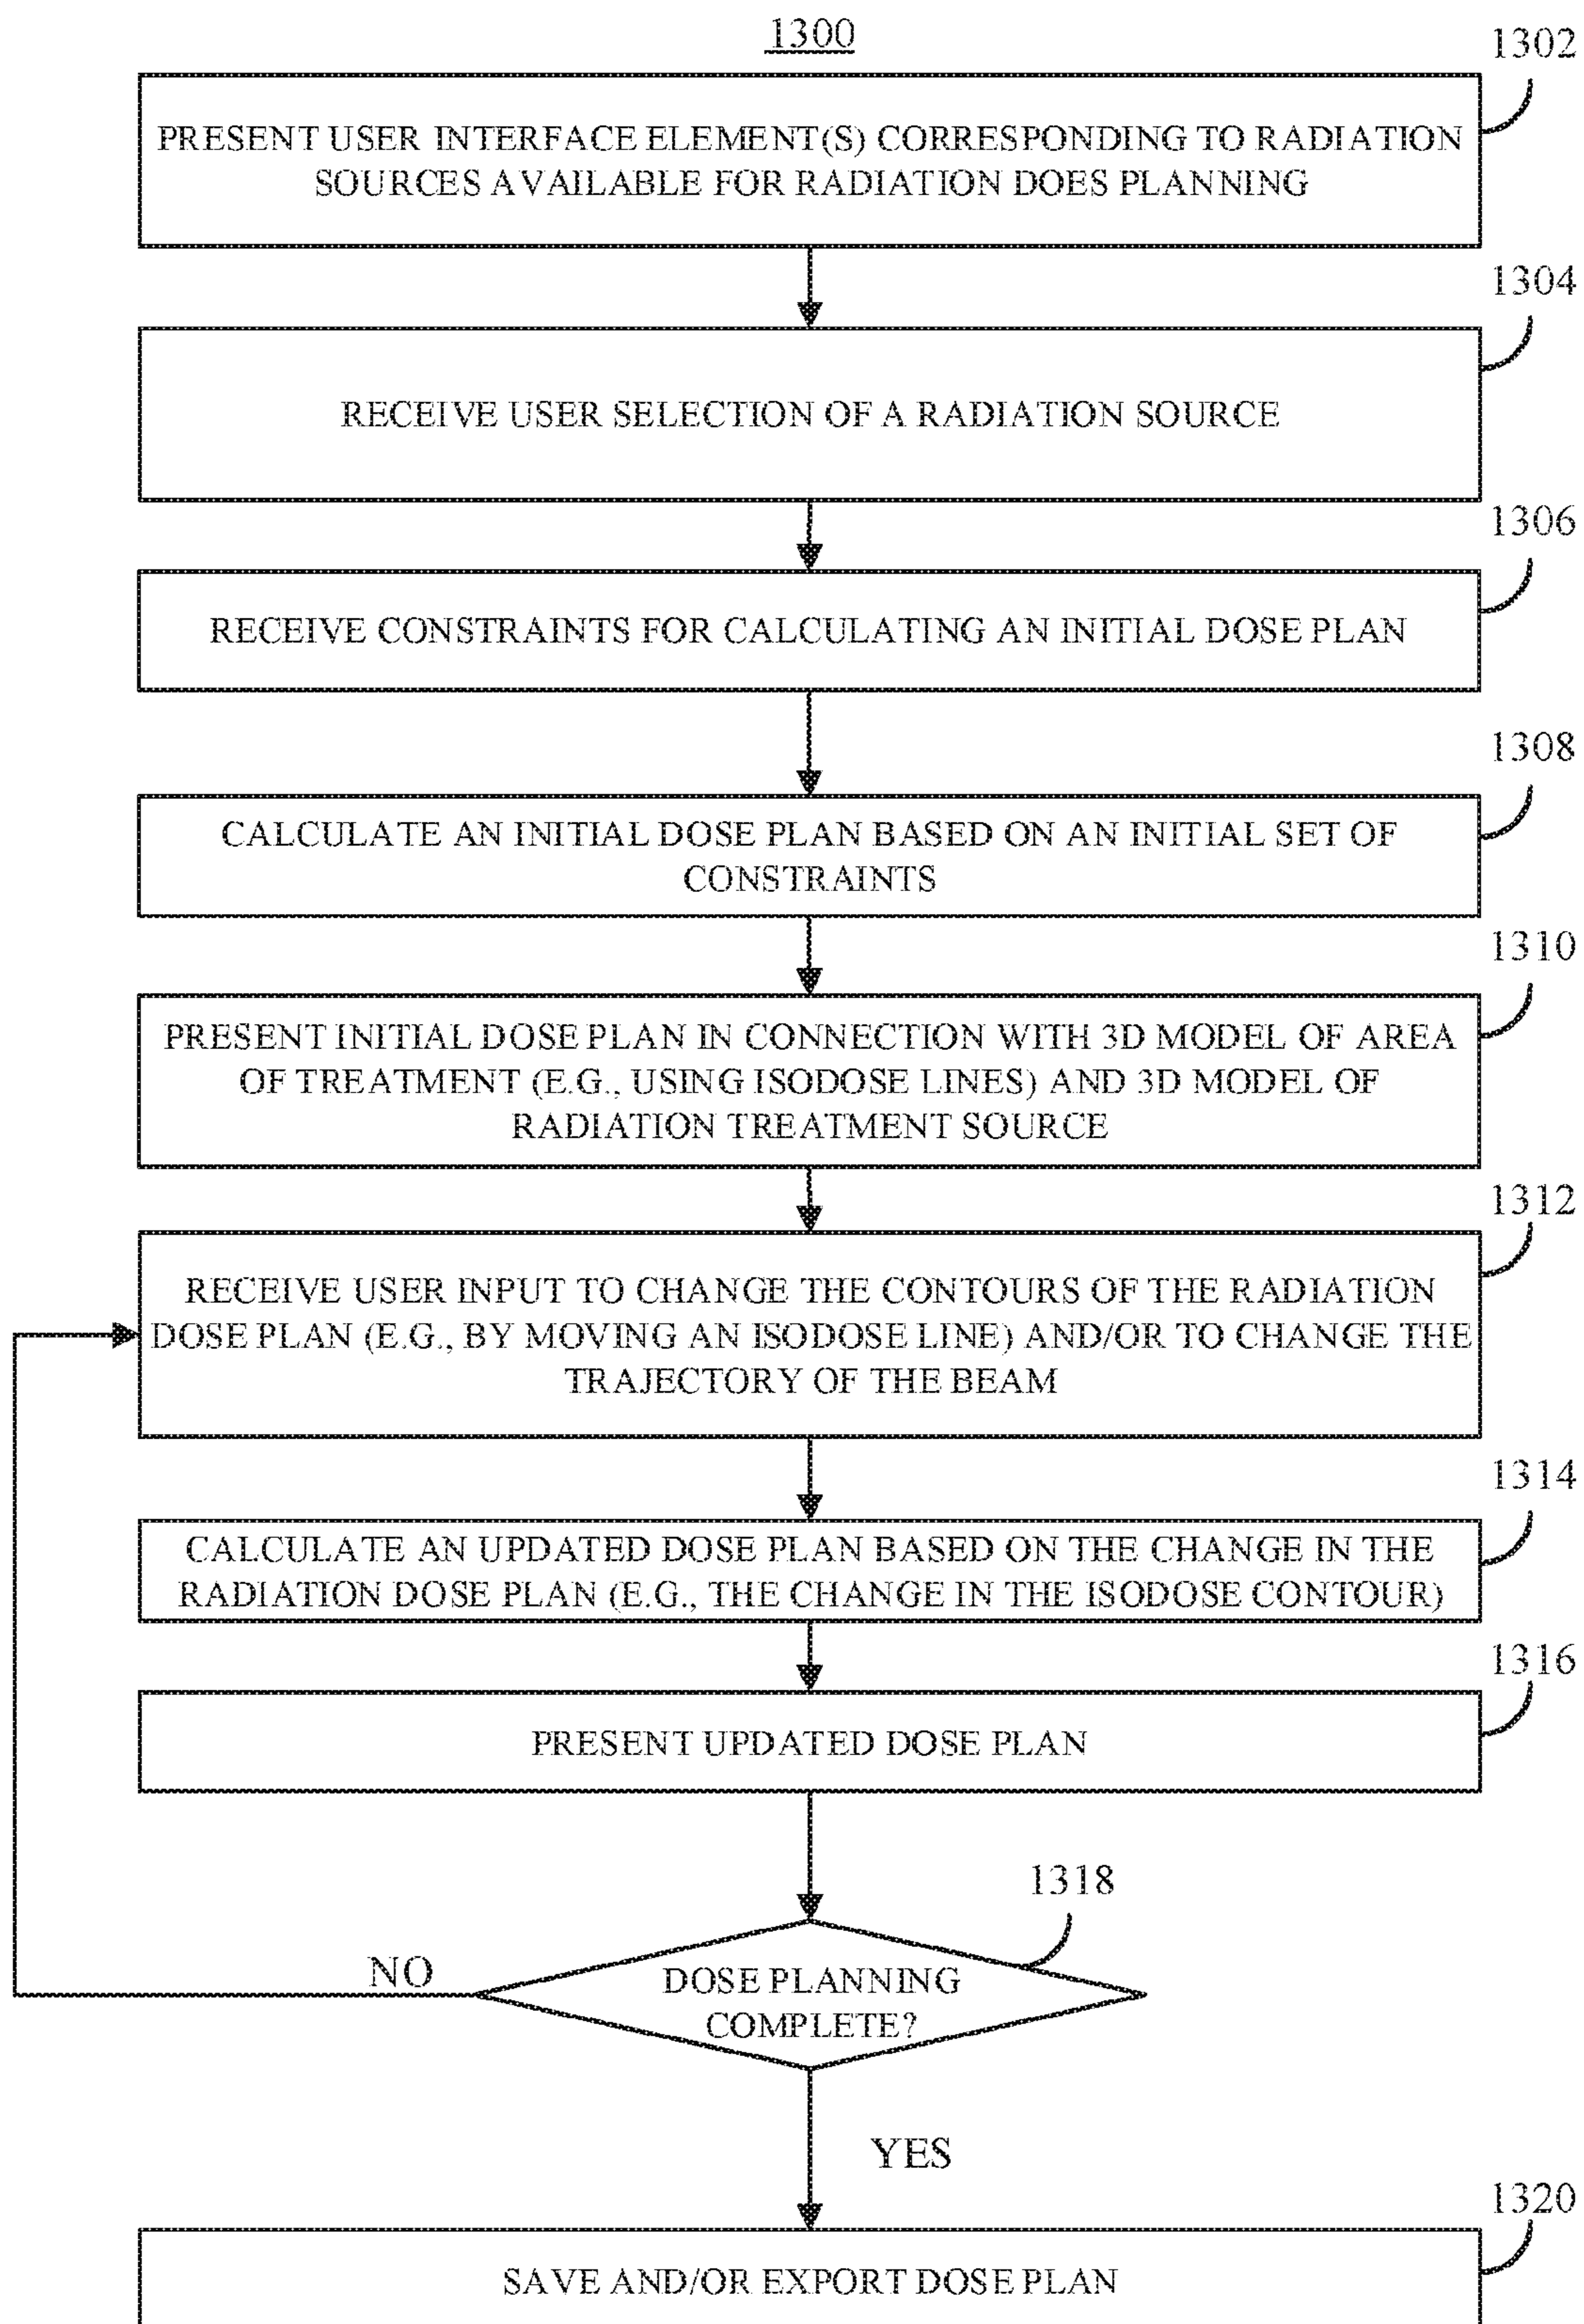 1300
1302
PRESENT USER INTERFACE ELEMENT(S) CORRESPONDING TO RADIATION
SOURCES AVAILABLE FOR RADIATION DOES PLANNING
1304
RECEIVE USER SELECTION OF A RADIATION SOURCE
1306
RECEIVE CONSTRAINTS FOR CALCULATING AN INITIAL DOSE PLAN
1308
CALCULATE AN INITIAL DOSE PLAN BASED ON AN INITIAL SET OF
CONSTRAINTS
1310
PRESENT INITIAL DOSE PLAN IN CONNECTION WITH 3D MODEL OF AREA
OF TREATMENT (E.G., USING ISODOSE LINES) AND 3D MODEL OF
RADIATION TREATMENT SOURCE
1312
RECEIVE USER INPUT TO CHANGE THE CONTOURS OF THE RADIATION
DOSE PLAN (E.G., BY MOVING AN ISODOSE LINE) AND/OR TO CHANGE THE
TRAJECTORY OF THE BEAM
1314
CALCULATE AN UPDATED DOSE PLAN BASED ON THE CHANGE IN THE
RADIATION DOSE PLAN (E.G., THE CHANGE IN THE ISODOSE CONTOUR)
1316
PRESENT UPDATED DOSE PLAN
1318
NO
DOSE PLANNING
COMPLETE?
YES
1320
SAVE AND/OR EXPORT DOSE PLAN